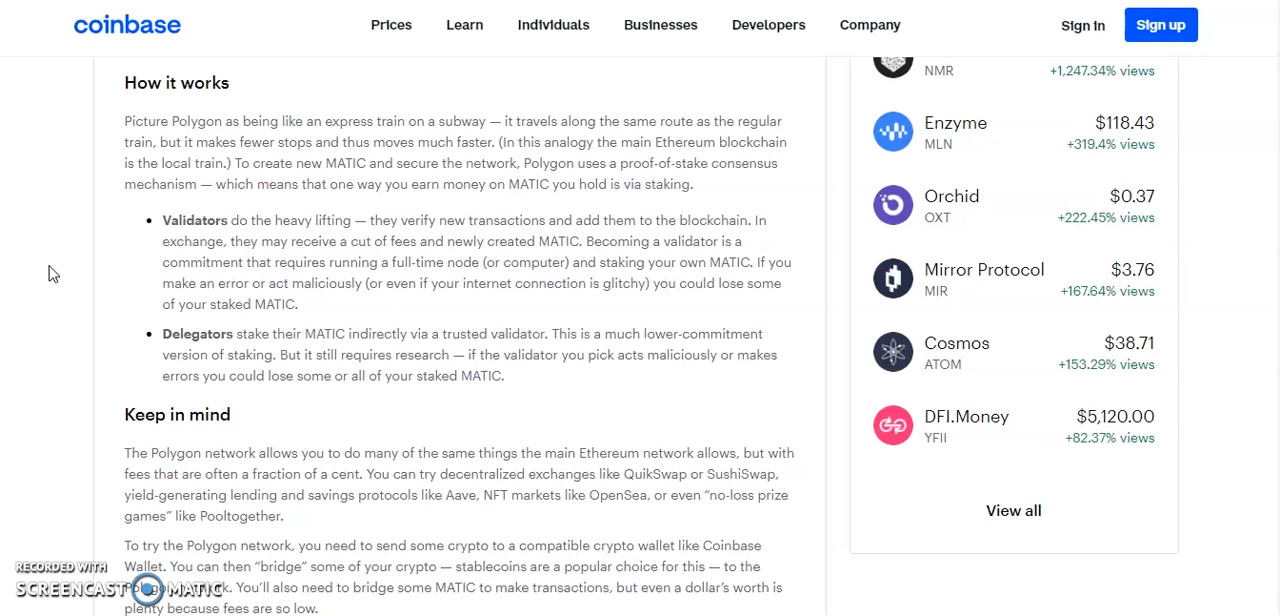 coinbase
Prices Learn Individuals Businesses Developers Company Sign in Sign up
How it works
Picture Polygon as being like an express train on a subway — it travels along the same route as the regular
train, but it makes fewer stops and thus moves much faster. (In this analogy the main Ethereum blockchain
is the local train.) To create new MATIC and secure the network, Polygon uses a proof-of-stake consensus
mechanism — which means that one way you earn money on MATIC you hold is via staking.
Validators do the heavy lifting — they verify new transactions and add them to the blockchain. In
exchange, they may receive a cut of fees and newly created MATIC. Becoming a validator is a
commitment that requires running a full-time node (or computer) and staking your own MATIC. If you
make an error or act maliciously (or even if your internet connection is glitchy) you could lose some
of your staked MATIC.
Delegators stake their MATIC indirectly via a trusted validator. This is a much lower-commitment
version of staking. But it still requires research — if the validator you pick acts maliciously or makes
errors you could lose some or all of your staked MATIC.
Keep in mind
The Polygon network allows you to do many of the same things the main Ethereum network allows, but with
fees that are often a fraction of a cent. You can try decentralized exchanges like QuikSwap or SushiSwap,
yield-generating lending and savings protocols like Aave, NFT markets like OpenSea, or even “no-loss prize
games” like Pooltogether.
To try the Polygon network, you need to send some crypto to a compatible crypto wallet like Coinbase
Wallet. You can then “bridge” some of your crypto — stablecoins are a popular choice for this — to the
You’ll also need to bridge some MATIC to make transactions, but even a dollar’s worth is
plenty because fees are so low.
NMR +1,247.34% views
Enzyme $118.43
MLN +319.4% views
Orchid $0.37
OXT +222.45% views
Mirror Protocol $3.76
MIR +167.64% views
Cosmos $38.71
ATOM +153.29% views
DFI.Money $5,120.00
YFII +82.37% views
View all
RECORDED WITH
SCREENCAST MATIC